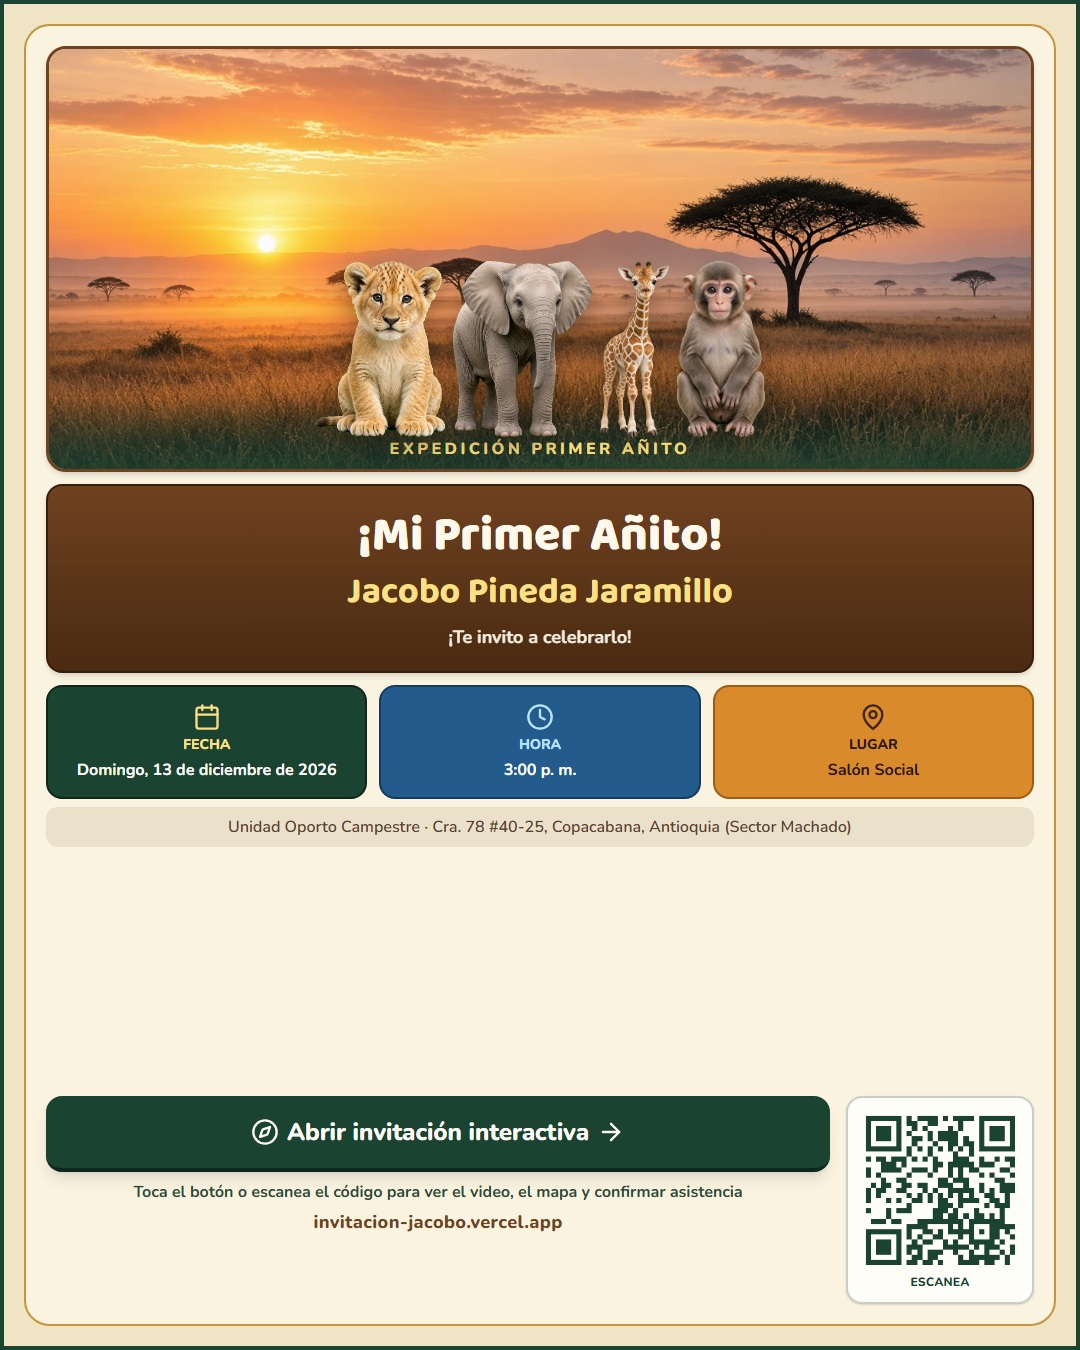 EXPEDICIÓN PRIMER AÑITO
¡Mi Primer Añito!
Jacobo Pineda Jaramillo
¡Te invito a celebrarlo!
FECHA
Domingo, 13 de diciembre de 2026
HORA
3:00 p. m.
LUGAR
Salón Social
Unidad Oporto Campestre · Cra. 78 #40-25, Copacabana, Antioquia (Sector Machado)
Abrir invitación interactiva →
Toca el botón o escanea el código para ver el video, el mapa y confirmar asistencia
invitacion-jacobo.vercel.app
ESCANEA